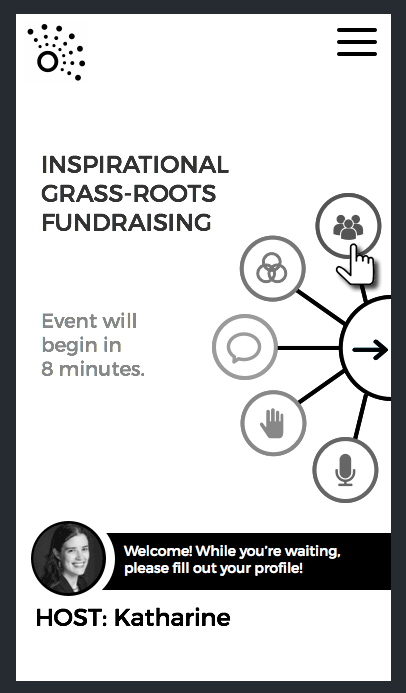 INSPIRATIONAL
GRASS-ROOTS
FUNDRAISING
Event will
begin in
8 minutes.
Welcome! While you're waiting,
please fill out your profile!
HOST: Katharine